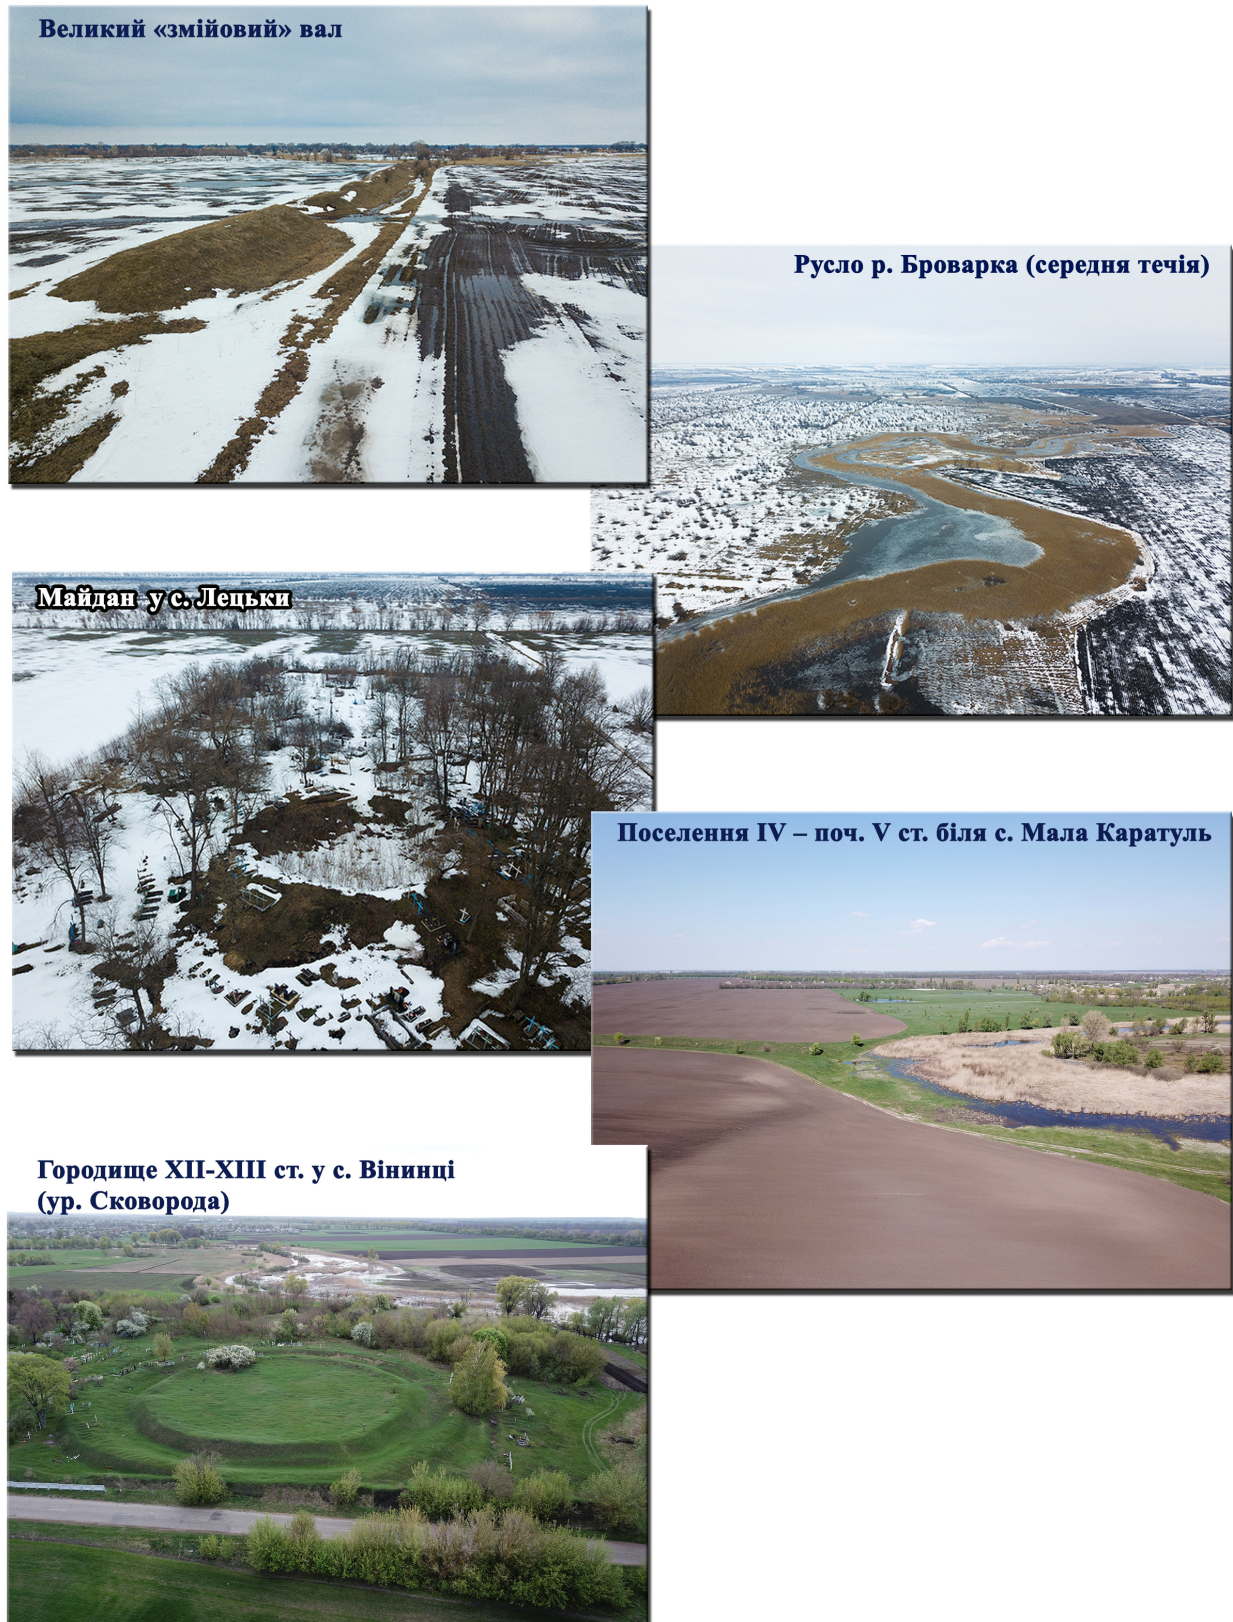 Великий «змійовий» вал
Русло р. Броварка (середня течія)
Майдан у с. Лецьки
Поселення IV – поч. V ст. біля с. Мала Каратуль
Городище XII-XIII ст. у с. Вінинці
(ур. Сковорода)